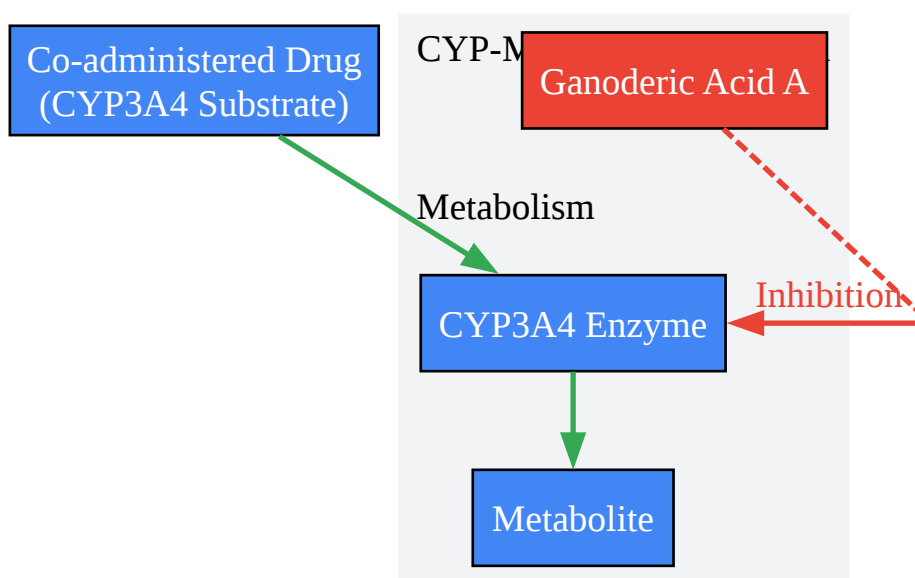 Co-administered Drug
(CYP3A4 Substrate)
Ganoderic Acid A
Metabolism
Inhibition
CYP3A4 Enzyme
Metabolite